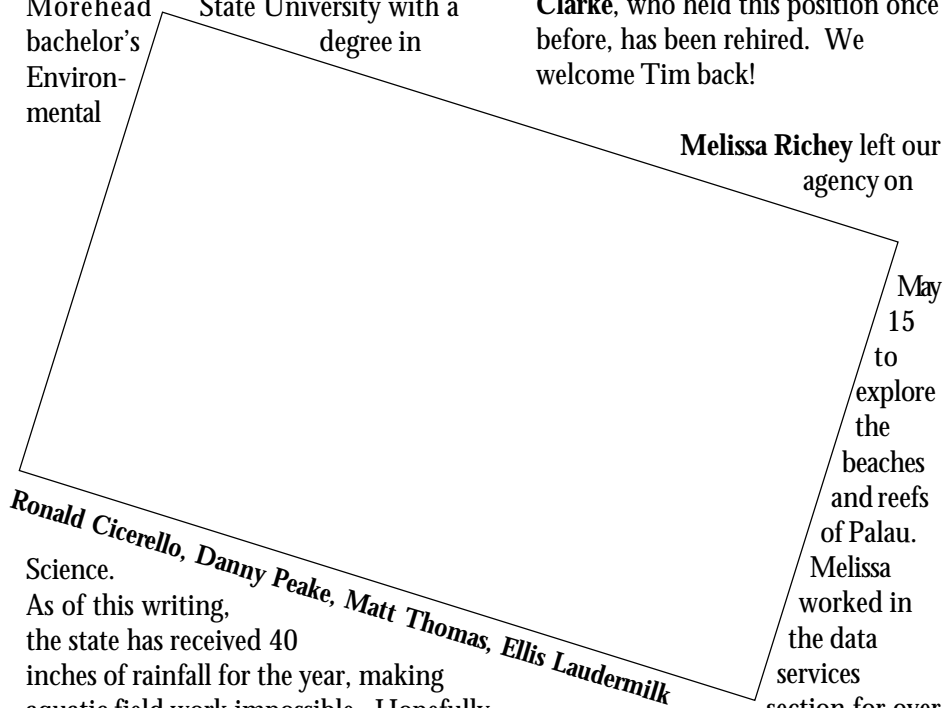 Morehead State University with a
bachelor's degree in
Environ-
mental
Science.
As of this writing,
the state has received 40
inches of rainfall for the year, making
aquatic field work impossible. Hopefully
Ronald Cicerello, Danny Peake, Matt Thomas, Ellis Laudermilk
Clarke, who held this position once
before, has been rehired. We
welcome Tim back!
Melissa Richey left our
agency on
May
15
to
explore
the
beaches
and reefs
of Palau.
Melissa
worked in
the data
services
section for over